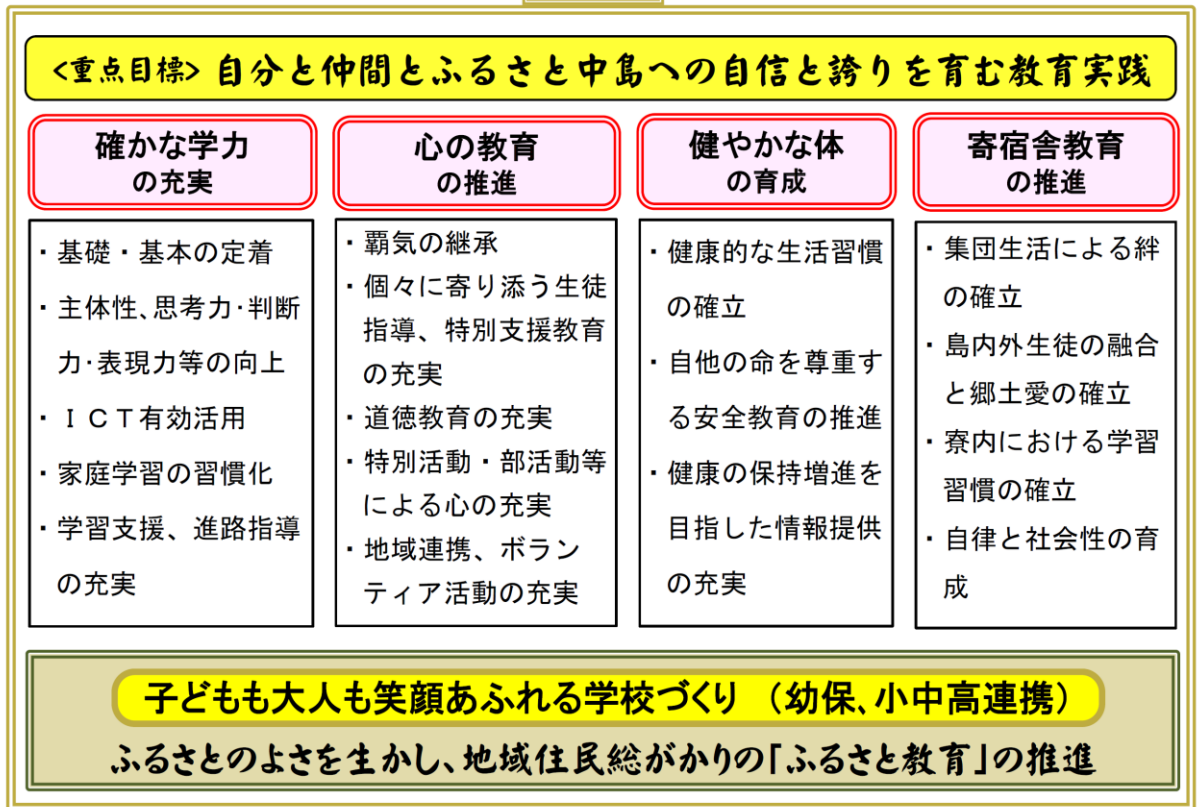 <重点目標> 自分と仲間とふるさと中島への自信と誇りを育む教育実践
確かな学力
の充実
・基礎・基本の定着
・主体性、思考力・判断
力・表現力等の向上
・ＩＣＴ有効活用
・家庭学習の習慣化
・学習支援、進路指導
の充実
心の教育
の推進
・覇気の継承
・個々に寄り添う生徒
指導、特別支援教育
の充実
・道徳教育の充実
・特別活動・部活動等
による心の充実
・地域連携、ボラン
ティア活動の充実
健やかな体
の育成
・健康的な生活習慣
の確立
・自他の命を尊重す
る安全教育の推進
・健康の保持増進を
目指した情報提供
の充実
寄宿舎教育
の推進
・集団生活による絆
の確立
・島内外生徒の融合
と郷土愛の確立
・寮内における学習
習慣の確立
・自律と社会性の育
成
子どもも大人も笑顔あふれる学校づくり （幼保、小中高連携）
ふるさとのよさを生かし、地域住民総がかりの「ふるさと教育」の推進